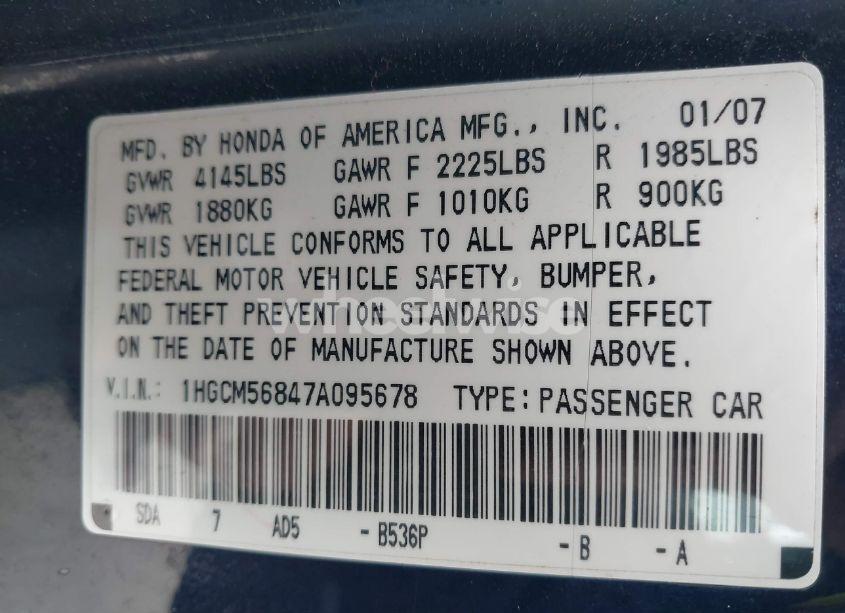 MFD. BY HONDA OF AMERICA MFG., INC. 01/07
GVWR 4145LBS GAWR F 2225LBS R 1985LBS
GVWR 1880KG GAWR F 1010KG R 900KG
THIS VEHICLE CONFORMS TO ALL APPLICABLE
FEDERAL MOTOR VEHICLE SAFETY, BUMPER,
AND THEFT PREVENTION STANDARDS IN EFFECT
ON THE DATE OF MANUFACTURE SHOWN ABOVE.
V.I.N.: 1HGCM56847A095678 TYPE: PASSENGER CAR
SDA 7 AD5 - B536P - B - A